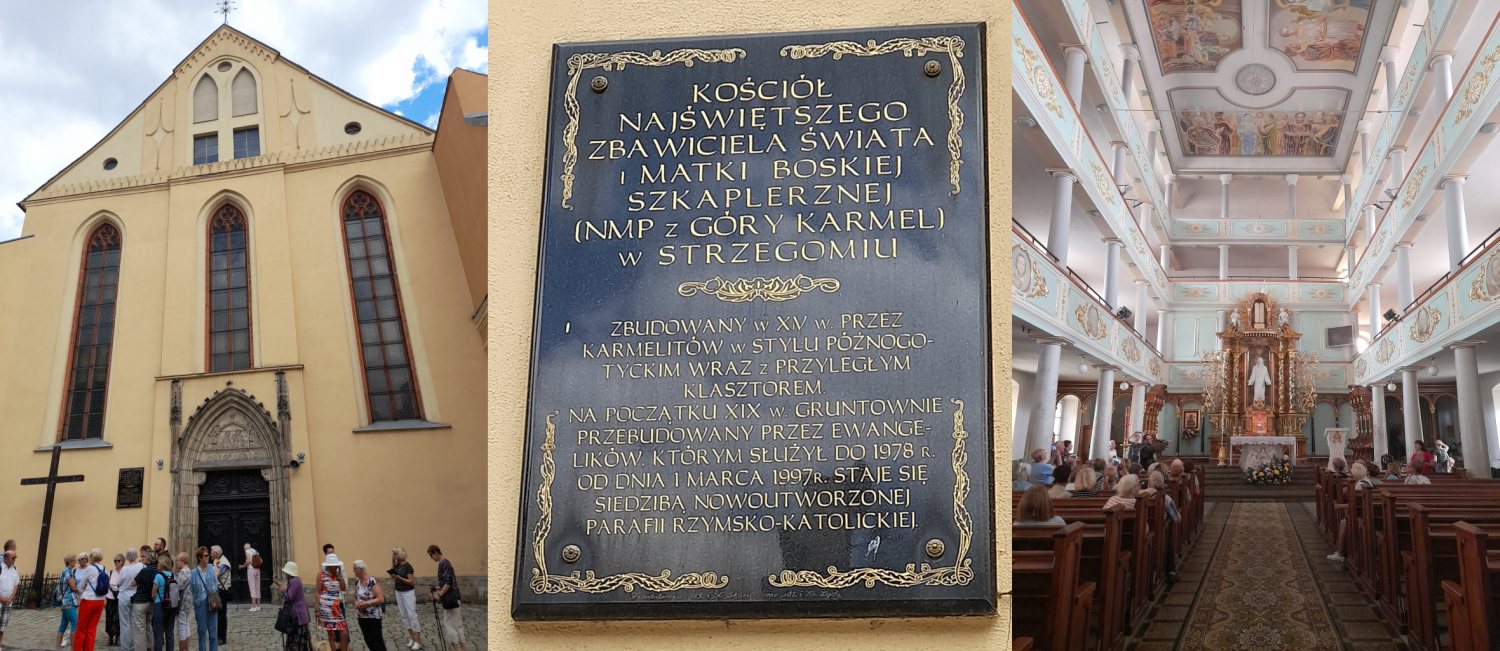 KOŚCIÓŁ
NAJŚWIĘTSZEGO
ZBAWICIELA ŚWIATA
I MATKI BOSKIEJ
SZKAPLERZNEJ
(NMP Z GÓRY KARMEL)
W STRZEGOMIU
ZBUDOWANY W XV W. PRZEZ
KARMELITÓW W STYLU PÓŹNOGO-
TYCKIM WRAZ Z PRZYLEGŁYM
KLASZTOREM.
NA POCZĄTKU XIX W. GRUNTOWNIE
PRZEBUDOWANY PRZEZ EWANGE-
LIKÓW, KTÓRYM SŁUŻYŁ DO 1978 R.
OD DNIA 1 MARCA 1997R. STAJE SIĘ
SIEDZIBĄ NOWOUTWORZONEJ
PARAFII RZYMSKO-KATOLICKIEJ.